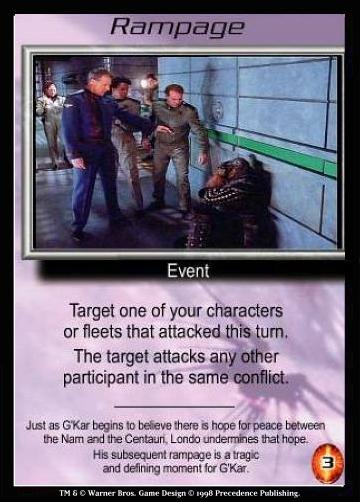 Rampage
Event
Target one of your characters
or fleets that attacked this turn.
The target attacks any other
participant in the same conflict.
Just as G'Kar begins to believe there is hope for peace between
the Narn and the Centauri, Londo undermines that hope.
His subsequent rampage is a tragic
and defining moment for G'Kar.
3
TM & © Warner Bros. Game Design © 1998 Precedence Publishing.